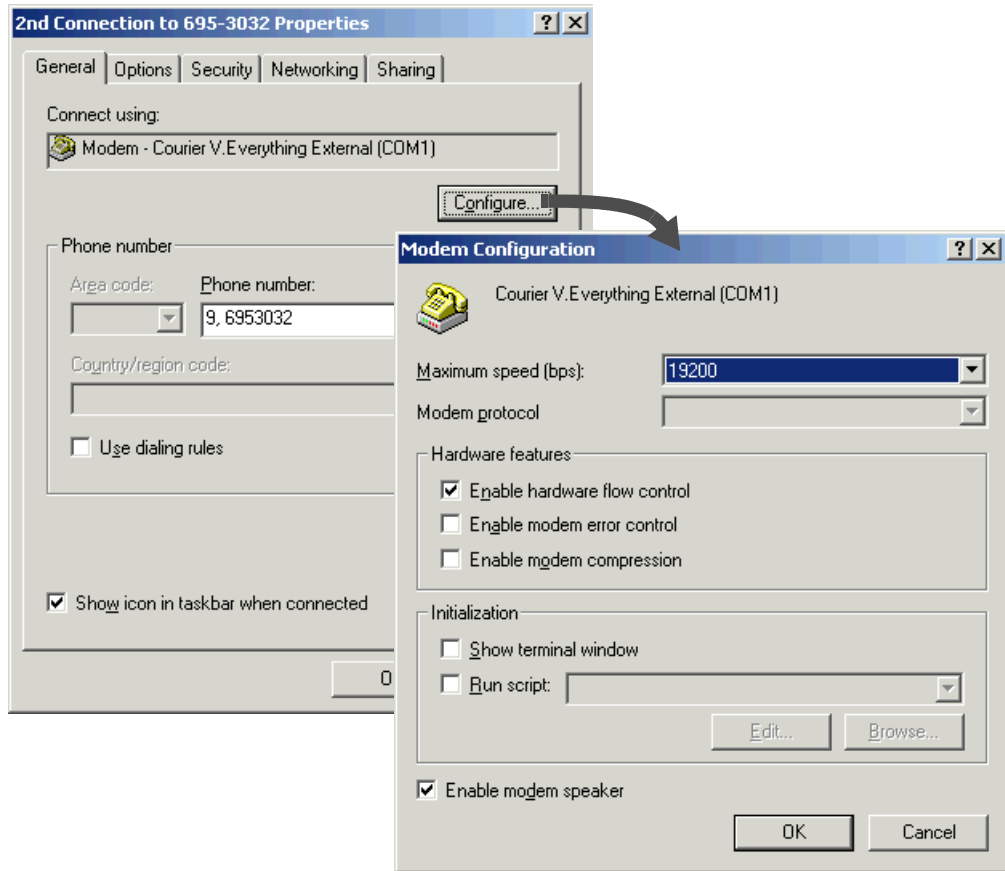 2nd Connection to 695-3032 Properties
General Options Security Networking Sharing
Connect using:
Modem - Courier V.Everything External (COM1)
Configure...
Phone number
Area code: Phone number:
9, 6953032
Country/region code:
Use dialing rules
Show icon in taskbar when connected
O
Modem Configuration
Courier V.Everything External (COM1)
Maximum speed (bps): 19200
Modem protocol
Hardware features
Enable hardware flow control
Enable modem error control
Enable modem compression
Initialization
Show terminal window
Run script:
Edit... Browse...
Enable modem speaker
OK Cancel